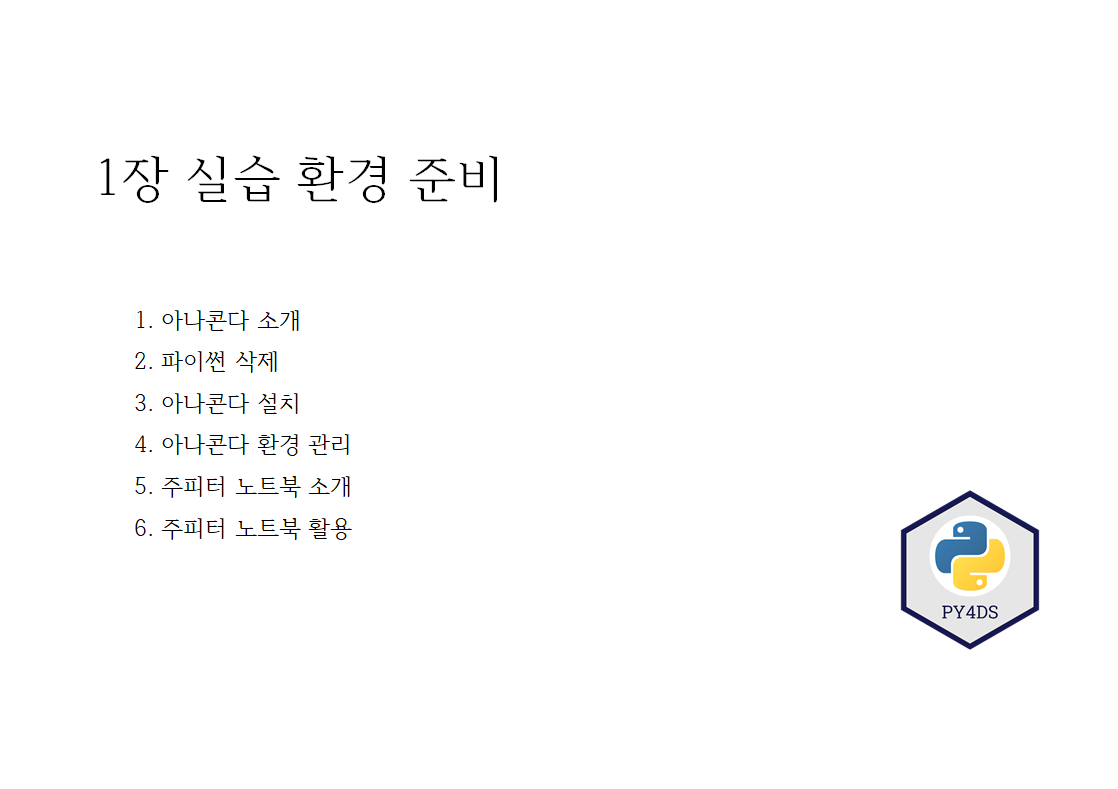 1장 실습 환경 준비
1. 아나콘다 소개
2. 파이썬 삭제
3. 아나콘다 설치
4. 아나콘다 환경 관리
5. 주피터 노트북 소개
6. 주피터 노트북 활용
PY4DS